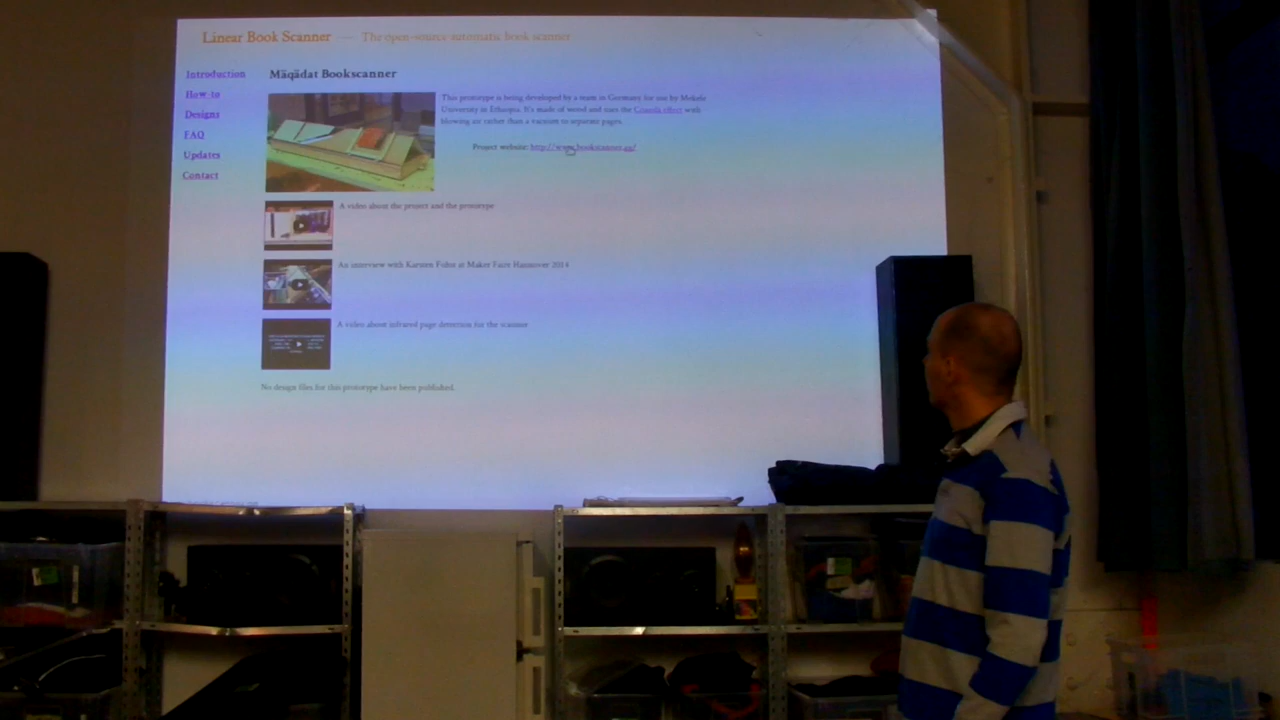 Linear Book Scanner — The open-source automatic book scanner
Introduction
How-to
Designs
FAQ
Updates
Contact
Mäqädat Bookscanner
This prototype is being developed by a team in Germany for use by Mekelle
University in Ethiopia. It's made of wood and uses the Coandă effect with
blowing air rather than a vacuum to separate pages.
Project website: http://www.bookscanner.gq/
A video about the project and the prototype
An interview with Karsten at Maker Faire Hannover 2014
A video about infrared page detection for the scanner
No design files for this prototype have been published.